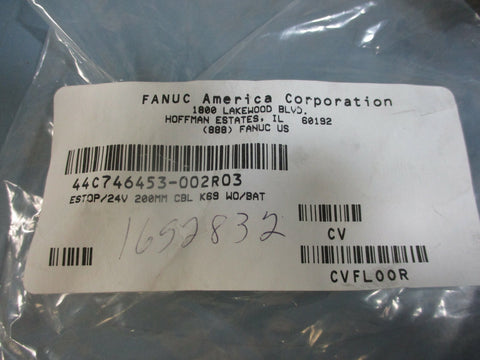 FANUC America Corporation
1800 LAKEWOOD BLVD.
HOFFMAN ESTATES, IL 60192
(888) FANUC US
44C746453-002R03
ESTOP/24V 200MM CBL K69 WO/BAT
1652832
CV
CVFLOOR